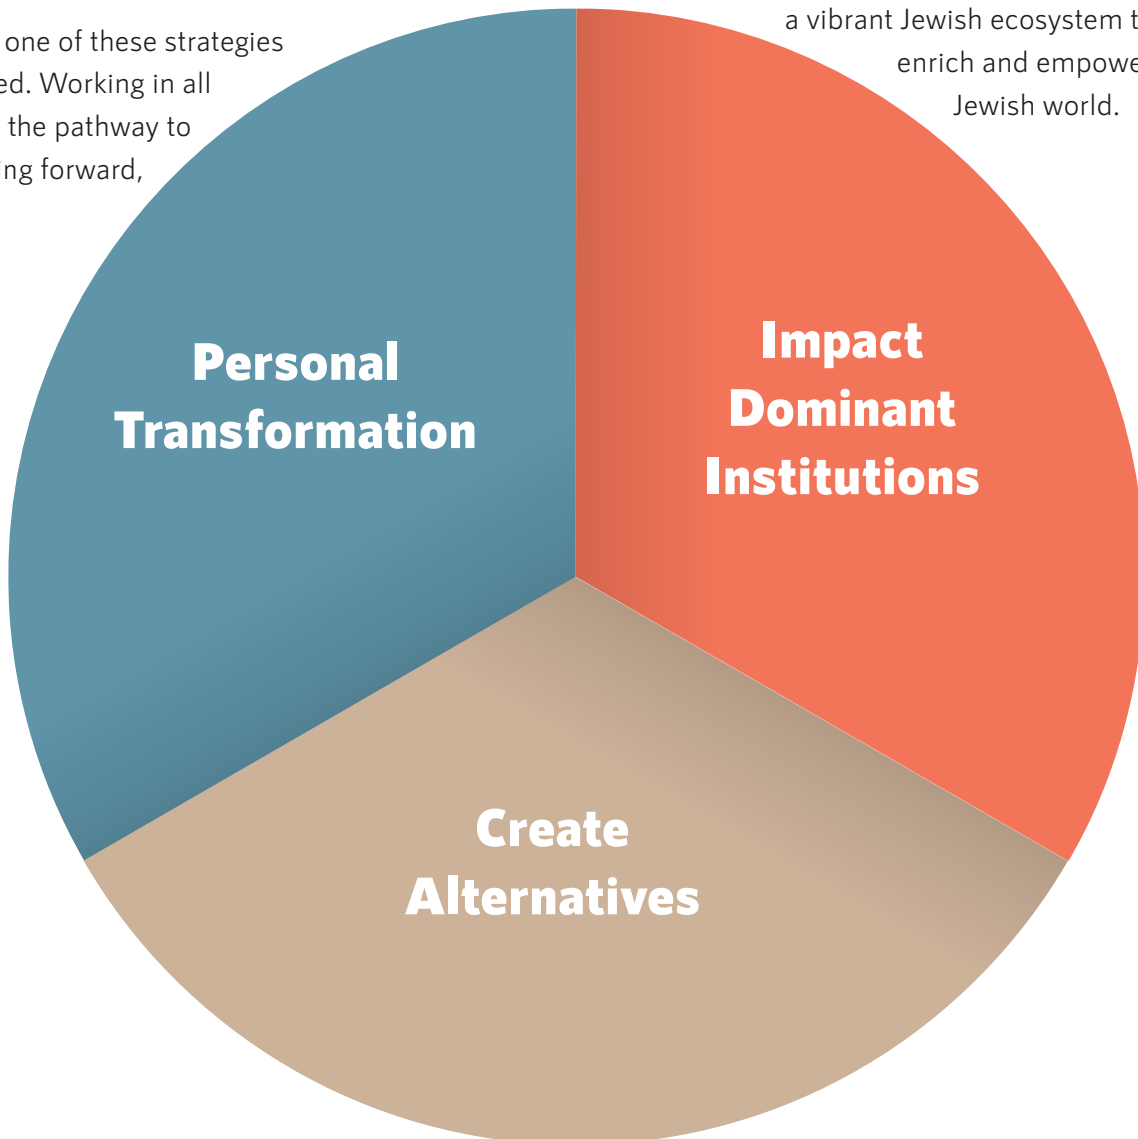 one of these strategies
ed. Working in all
the pathway to
ing forward,
a vibrant Jewish ecosystem t
enrich and empowe
Jewish world.
Personal
Transformation
Impact
Dominant
Institutions
Create
Alternatives